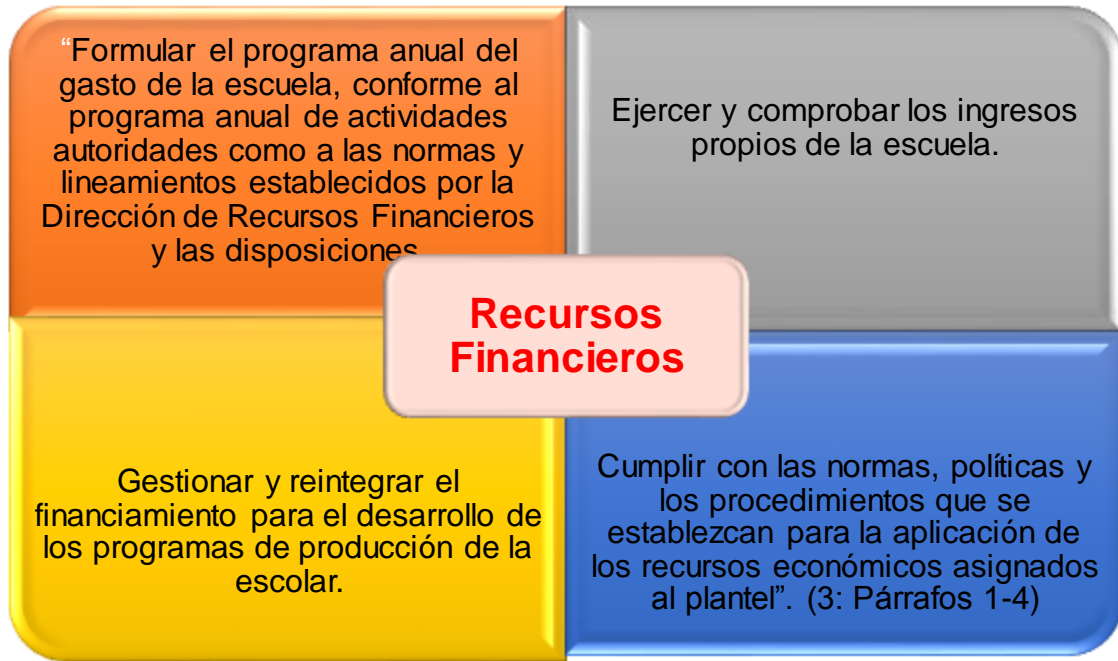 “Formular el programa anual del
gasto de la escuela, conforme al
programa anual de actividades
autoridades como a las normas y
lineamientos establecidos por la
Dirección de Recursos Financieros
y las disposiciones
Ejercer y comprobar los ingresos
propios de la escuela.
Recursos
Financieros
Gestionar y reintegrar el
financiamiento para el desarrollo de
los programas de producción de la
escolar.
Cumplir con las normas, políticas y
los procedimientos que se
establezcan para la aplicación de
los recursos económicos asignados
al plantel”. (3: Párrafos 1-4)